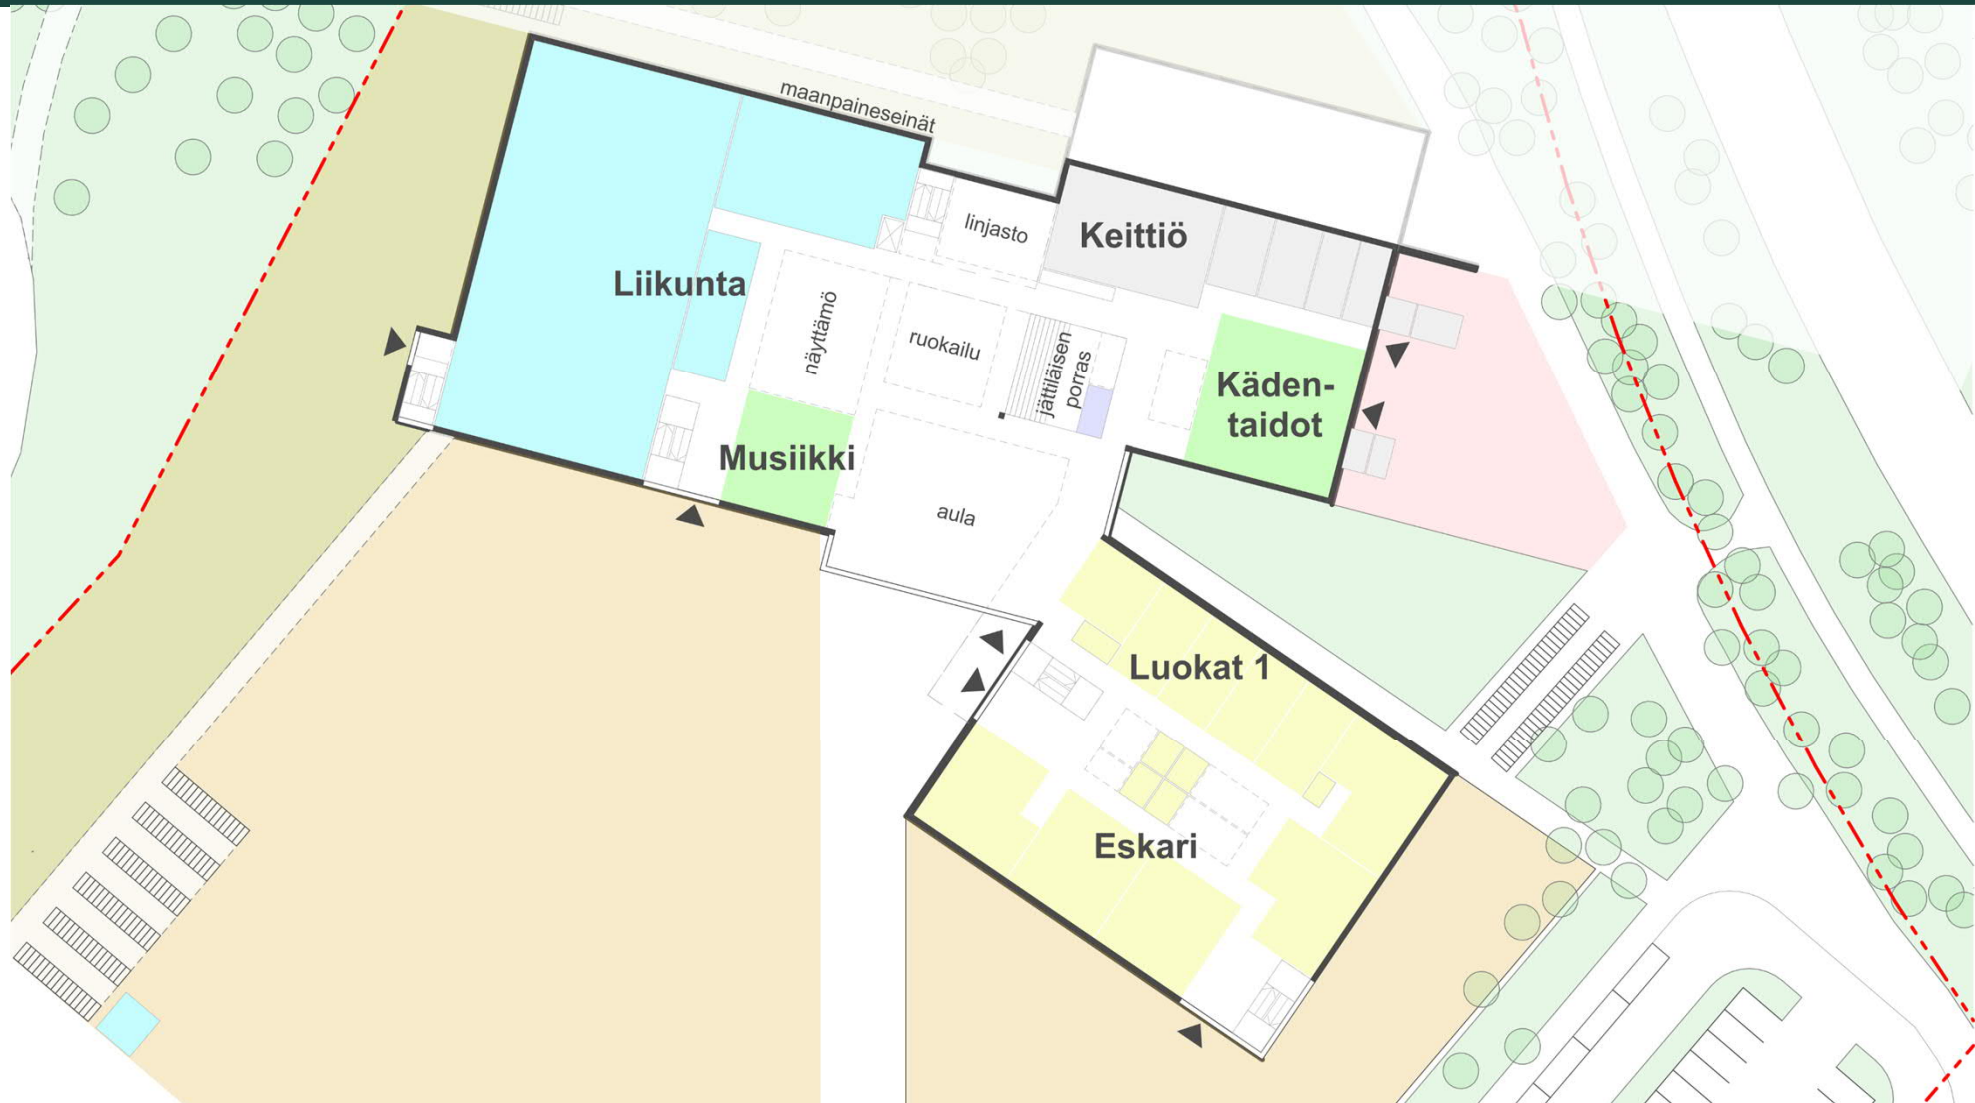 maanpaineseinät
linjasto
Keittiö
Liikunta
näyttämö
ruokailu
jättiläisen
porras
Käden-
taidot
Musiikki
aula
Luokat 1
Eskari